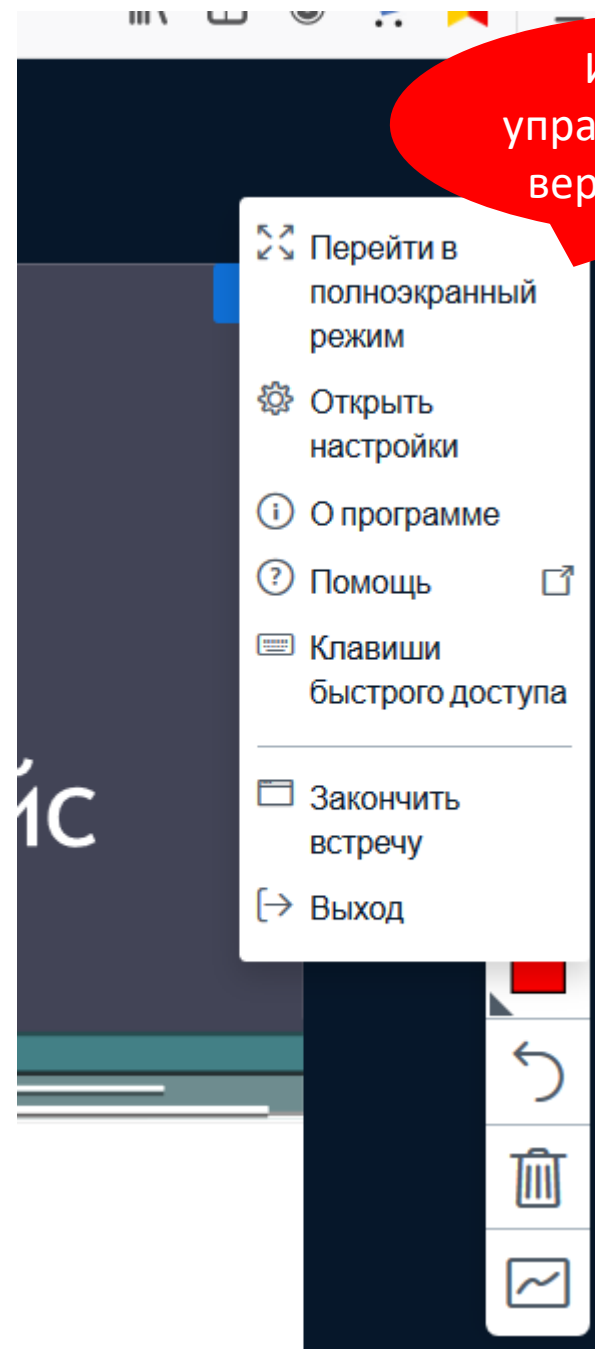 Перейти в
полноэкранный
режим
Открыть
настройки
О программе
Помощь
Клавиши
быстрого доступа
Закончить
встречу
Выход